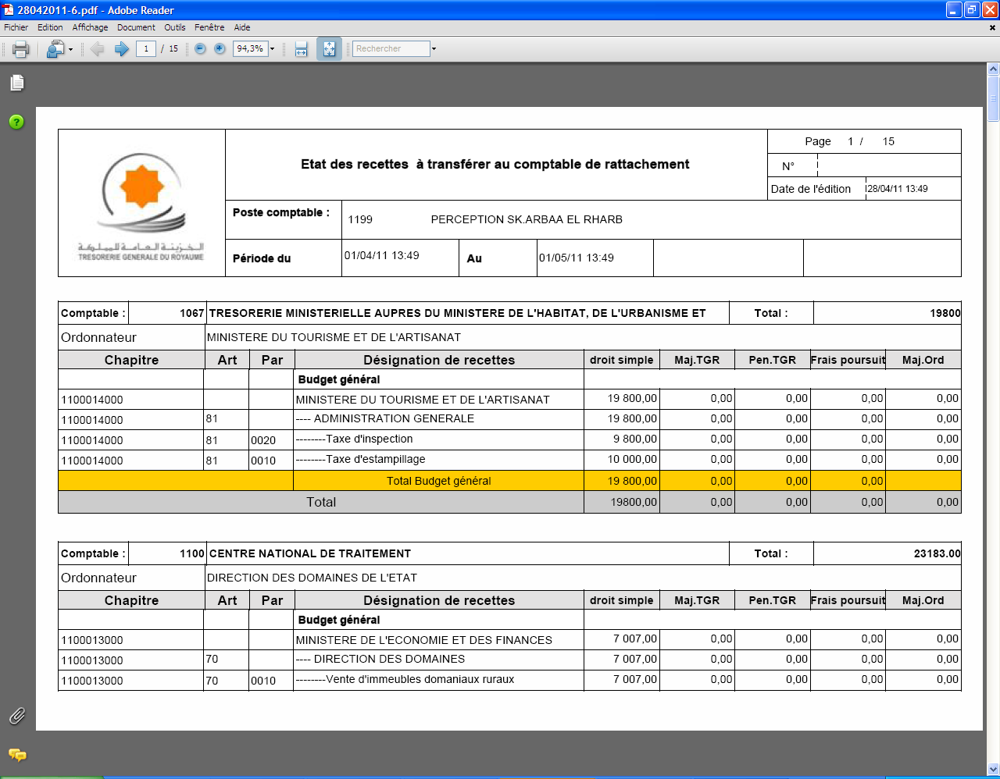 28042011-6.pdf - Adobe Reader
Fichier Edition Affichage Document Outils Fenêtre Aide
1 / 15 94,3% Rechercher
Page 1 / 15
Etat des recettes à transférer au comptable de rattachement
N°
Date de l'édition 28/04/11 13:49
Poste comptable : 1199 PERCEPTION SK.ARBAA EL RHARB
الخزينة العامة للمملكة
TRESORERIE GENERALE DU ROYAUME
Période du 01/04/11 13:49 Au 01/05/11 13:49
Comptable : 1067 TRESORERIE MINISTERIELLE AUPRES DU MINISTERE DE L'HABITAT, DE L'URBANISME ET Total : 19800
Ordonnateur MINISTERE DU TOURISME ET DE L'ARTISANAT
Chapitre Art Par Désignation de recettes droit simple Maj.TGR Pen.TGR Frais poursuit Maj.Ord
Budget général
1100014000 MINISTERE DU TOURISME ET DE L'ARTISANAT 19 800,00 0,00 0,00 0,00 0,00
1100014000 81 ---- ADMINISTRATION GENERALE 19 800,00 0,00 0,00 0,00 0,00
1100014000 81 0020 --------Taxe d'inspection 9 800,00 0,00 0,00 0,00 0,00
1100014000 81 0010 --------Taxe d'estampillage 10 000,00 0,00 0,00 0,00 0,00
Total Budget général 19 800,00 0,00 0,00 0,00
Total 19800,00 0,00 0,00 0,00 0,00
Comptable : 1100 CENTRE NATIONAL DE TRAITEMENT Total : 23183.00
Ordonnateur DIRECTION DES DOMAINES DE L'ETAT
Chapitre Art Par Désignation de recettes droit simple Maj.TGR Pen.TGR Frais poursuit Maj.Ord
Budget général
1100013000 MINISTERE DE L'ECONOMIE ET DES FINANCES 7 007,00 0,00 0,00 0,00 0,00
1100013000 70 ---- DIRECTION DES DOMAINES 7 007,00 0,00 0,00 0,00 0,00
1100013000 70 0010 --------Vente d'immeubles domaniaux ruraux 7 007,00 0,00 0,00 0,00 0,00